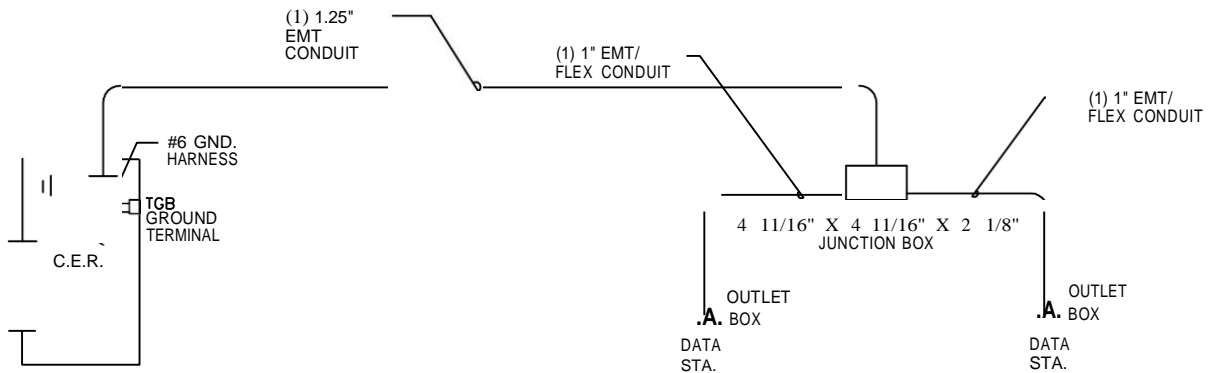 (1) 1.25"
EMT
CONDUIT
(1) 1" EMT/
FLEX CONDUIT
(1) 1" EMT/
FLEX CONDUIT
#6 GND.
HARNESS
TGB
GROUND
TERMINAL
C.E.R.
4 11/16" X 4 11/16" X 2 1/8"
JUNCTION BOX
OUTLET
BOX
.A.
DATA
STA.
OUTLET
BOX
.A.
DATA
STA.